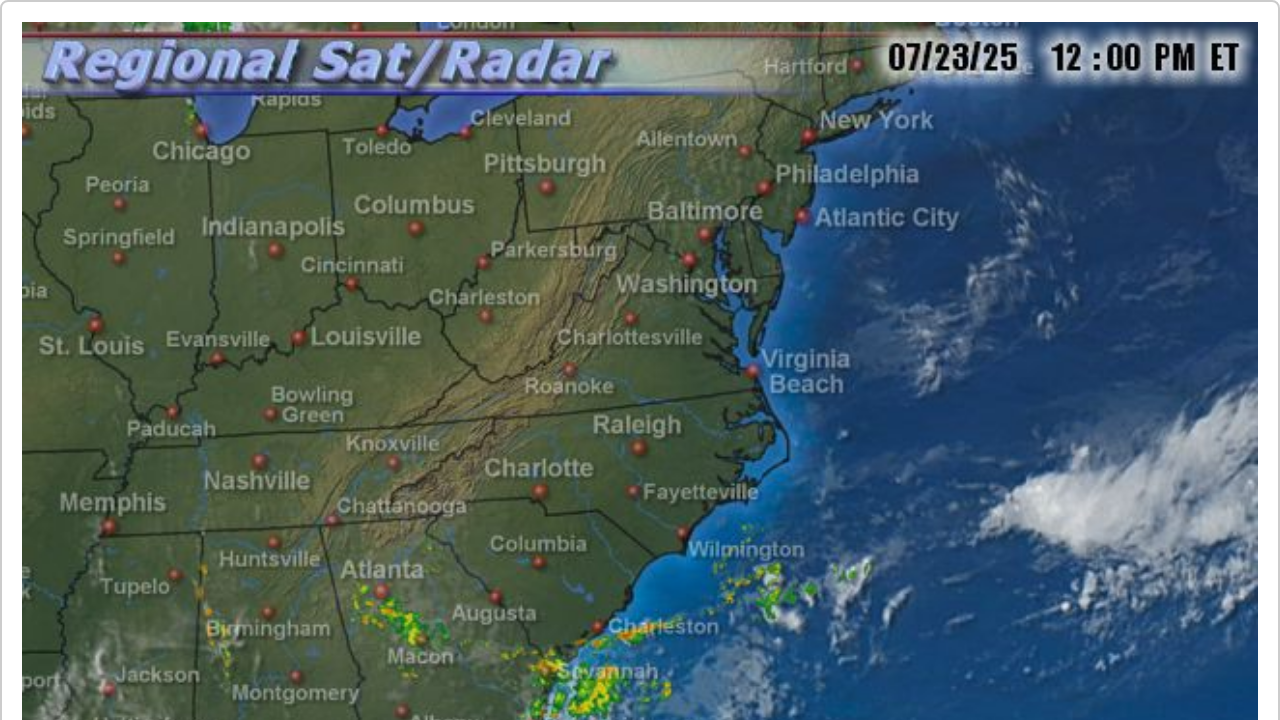 London
Boston
Regional Sat/Radar
07/23/25 12:00 PM ET
Hartford
Rapids
Cleveland
New York
Allentown
Chicago
Toledo
Pittsburgh
Philadelphia
Peoria
Columbus
Baltimore
Atlantic City
Indianapolis
Springfield
Parkersburg
Cincinnati
Washington
Charleston
St. Louis
Evansville
Louisville
Charlottesville
Virginia
Beach
Roanoke
Bowling
Green
Paducah
Raleigh
Knoxville
Nashville
Charlotte
Fayetteville
Memphis
Chattanooga
Huntsville
Columbia
Wilmington
Tupelo
Atlanta
Augusta
Birmingham
Charleston
Macon
Savannah
Jackson
Montgomery